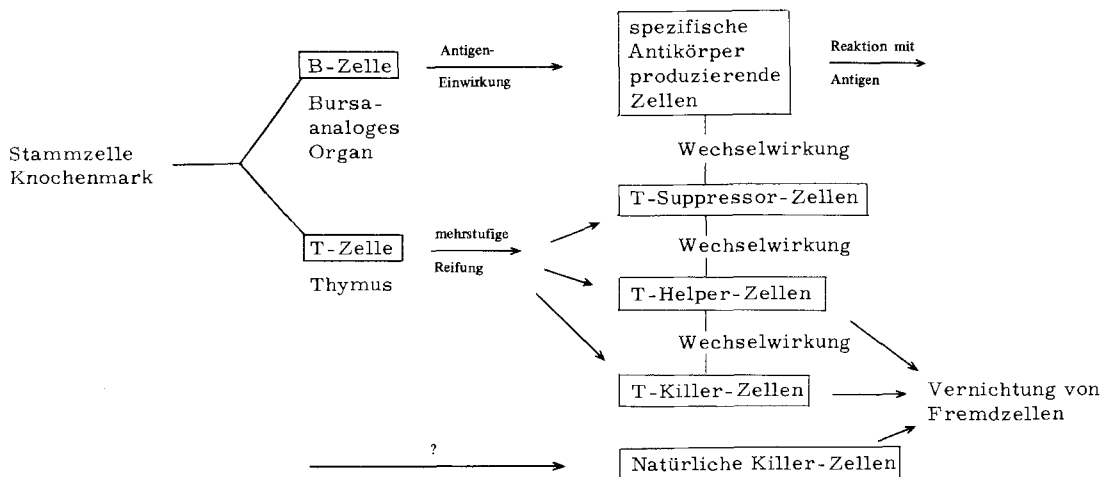 Stammzelle
Knochenmark
B-Zelle
Bursa-
analoges
Organ
T-Zelle
Thymus
Antigen-
Einwirkung
mehrstufige
Reifung
spezifische
Antikörper
produzierende
Zellen
Reaktion mit
Antigen
Wechselwirkung
T-Suppressor-Zellen
Wechselwirkung
T-Helper-Zellen
Wechselwirkung
T-Killer-Zellen
?
Natürliche Killer-Zellen
Vernichtung von
Fremdzellen